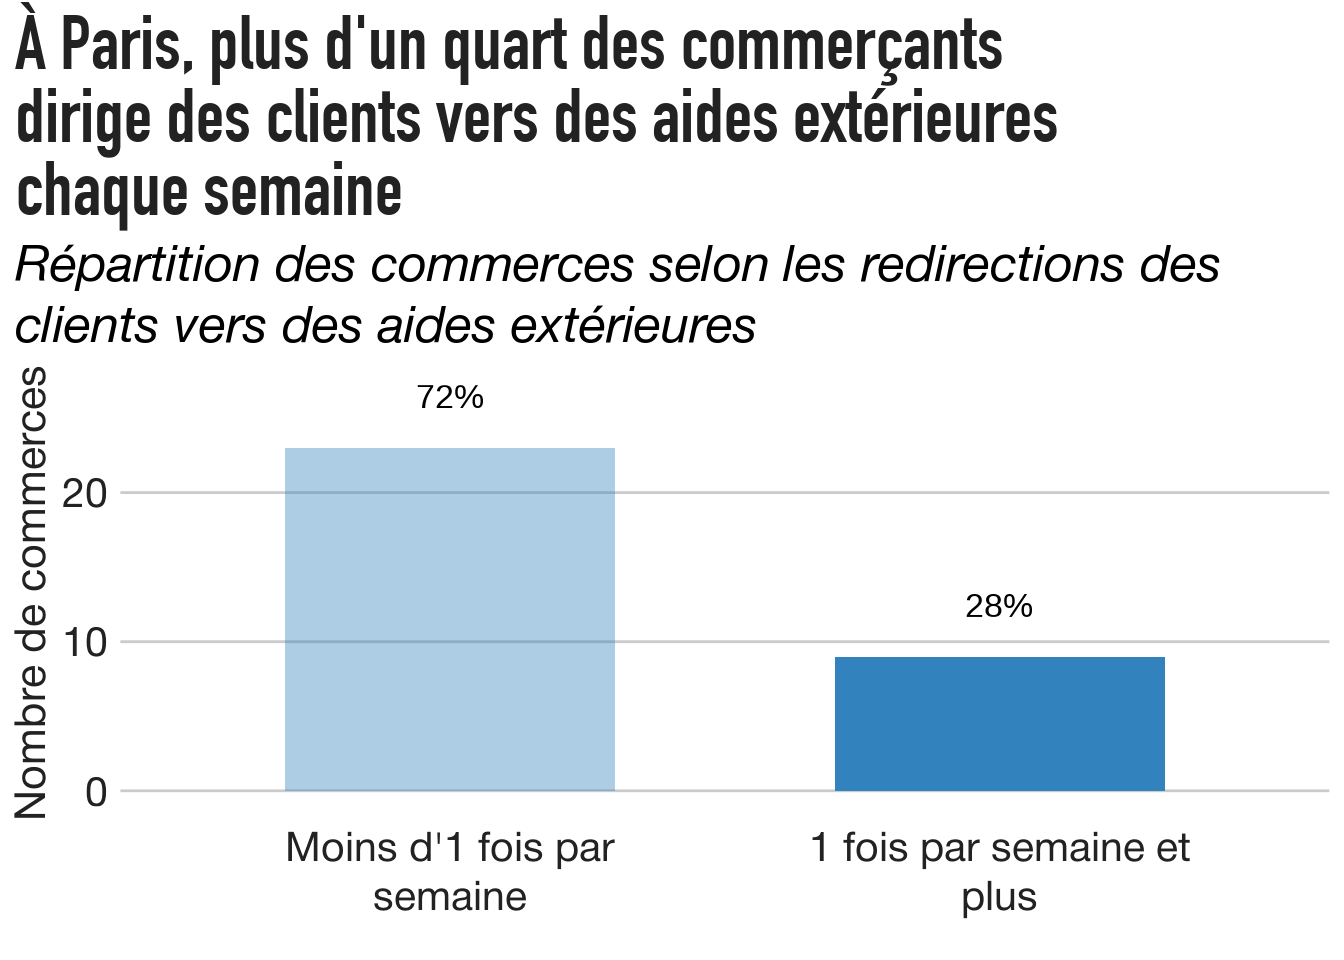 À Paris, plus d'un quart des commerçants
dirige des clients vers des aides extérieures
chaque semaine
Répartition des commerces selon les redirections des
clients vers des aides extérieures
Nombre de commerces
72%
20
28%
10
0
Moins d'1 fois par
semaine
1 fois par semaine et
plus